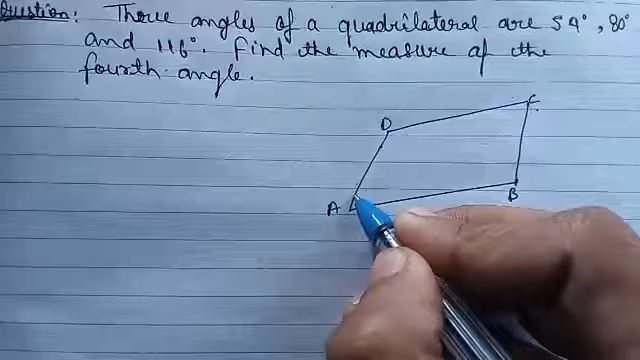 Question: Three angles of a quadrilateral are 54°, 80°
and 116°. Find the measure of the
fourth angle.
D
C
A
B